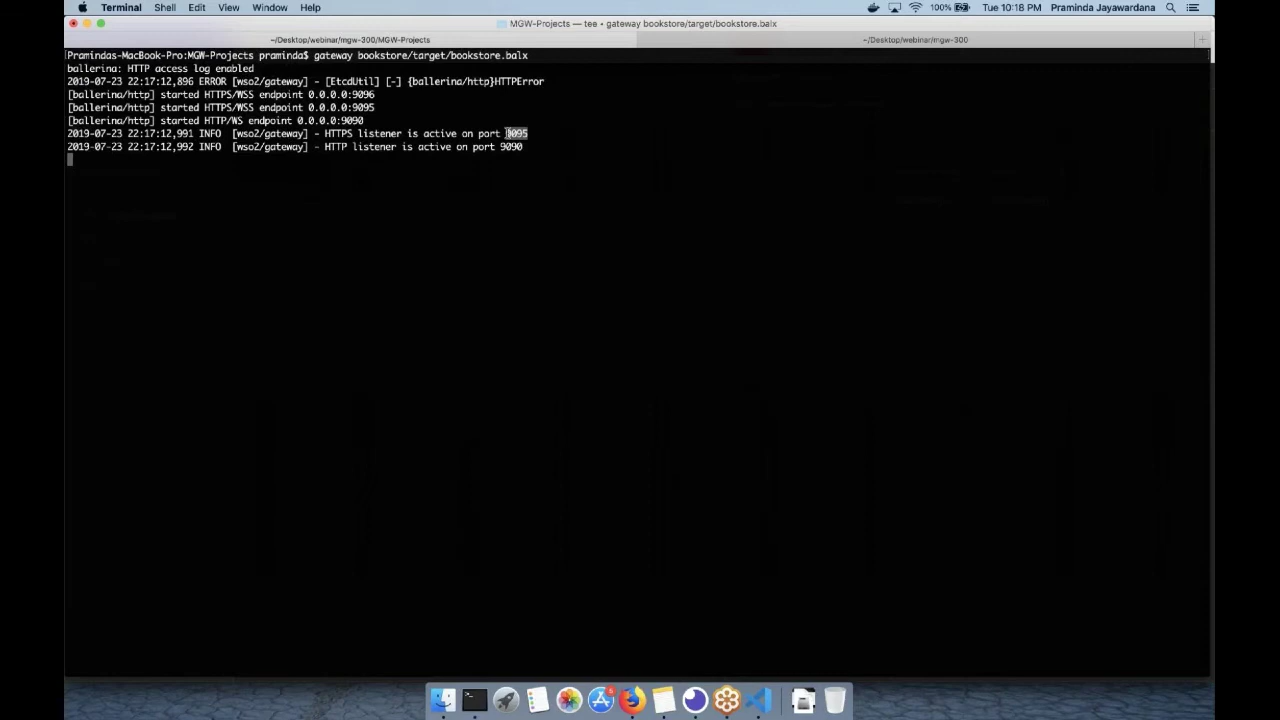 Terminal Shell Edit View Window Help 100% Tue 10:18 PM Praminda Jayawardana
MGW-Projects — tee • gateway bookstore/target/bookstore.balx
~/Desktop/webinar/mgw-300/MGW-Projects ~/Desktop/webinar/mgw-300
[Pramindas-MacBook-Pro:MGW-Projects praminda$ gateway bookstore/target/bookstore.balx
ballerina: HTTP access log enabled
2019-07-23 22:17:12,896 ERROR [wso2/gateway] - [EtcdUtil] [-] {ballerina/http}HTTPError
[ballerina/http] started HTTPS/WSS endpoint 0.0.0.0:9096
[ballerina/http] started HTTPS/WSS endpoint 0.0.0.0:9095
[ballerina/http] started HTTP/WS endpoint 0.0.0.0:9090
2019-07-23 22:17:12,991 INFO [wso2/gateway] - HTTPS listener is active on port 9095
2019-07-23 22:17:12,992 INFO [wso2/gateway] - HTTP listener is active on port 9090